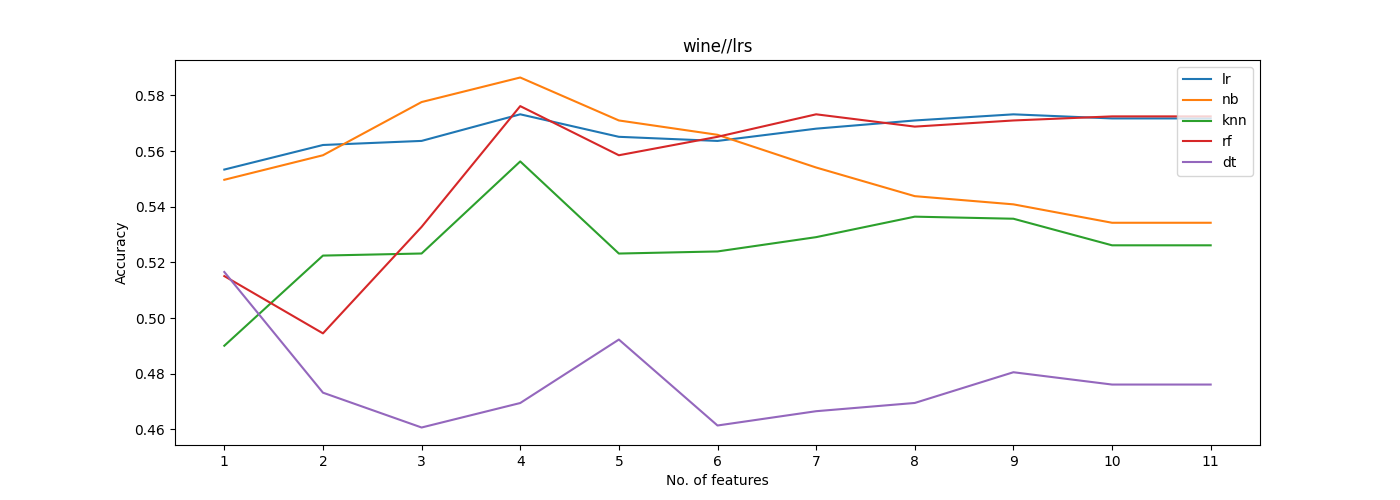 wine//lrs
Accuracy
0.58
0.56
0.54
0.52
0.50
0.48
0.46
lr
nb
knn
rf
dt
1 2 3 4 5 6 7 8 9 10 11
No. of features